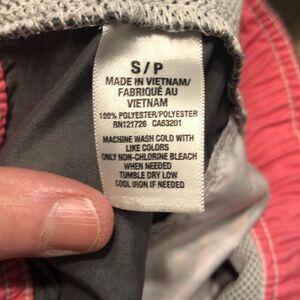 S/P
MADE IN VIETNAM/
FABRIQUÉ AU
VIETNAM
100% POLYESTER/POLYESTER
RN121726 CA53201
MACHINE WASH COLD WITH
LIKE COLORS
ONLY NON-CHLORINE BLEACH
WHEN NEEDED
TUMBLE DRY LOW
COOL IRON IF NEEDED